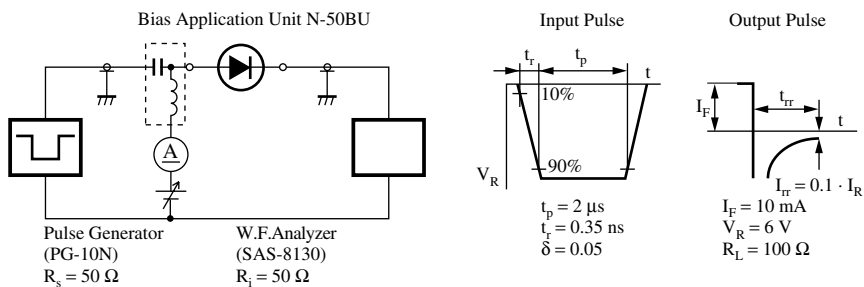 Bias Application Unit N-50BU
A
Pulse Generator
(PG-10N)
R_s = 50 Ω
W.F.Analyzer
(SAS-8130)
R_i = 50 Ω
Input Pulse
t_r
t_p
t
10%
90%
V_R
t_p = 2 μs
t_r = 0.35 ns
δ = 0.05
Output Pulse
I_F
t_rr
t
I_rr = 0.1 · I_R
I_F = 10 mA
V_R = 6 V
R_L = 100 Ω